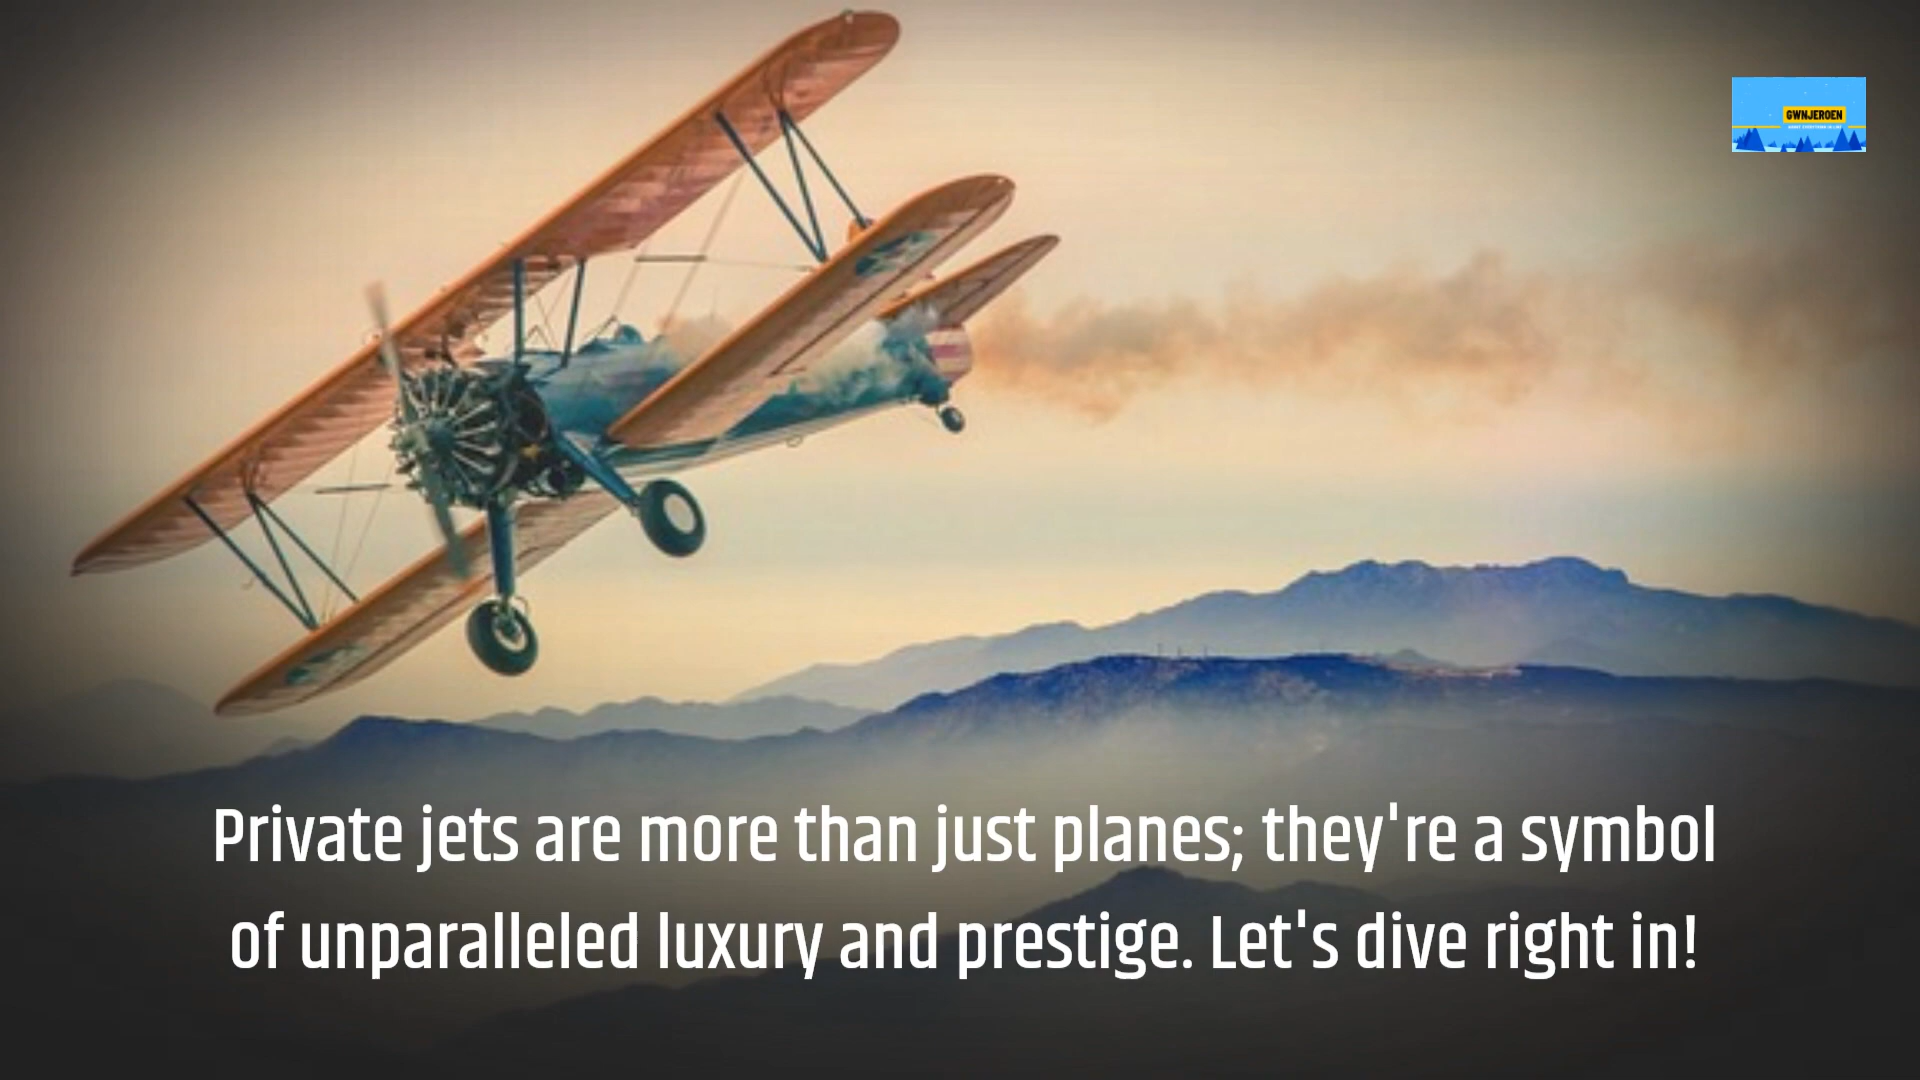 GWNJEROEN
Private jets are more than just planes; they're a symbol
of unparalleled luxury and prestige. Let's dive right in!